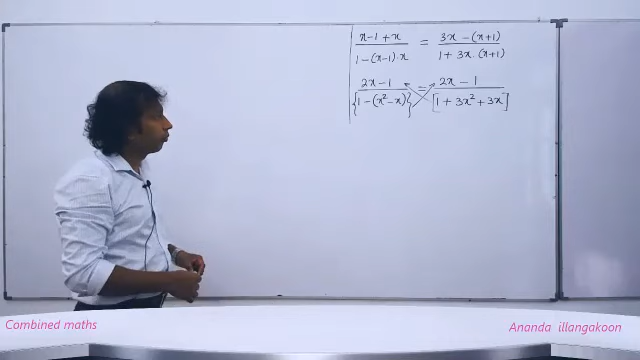 x-1+x / 1-(x-1).x = 3x-(x+1) / 1+3x.(x+1)
2x-1 / {1-(x²-x)} = 2x-1 / [1+3x²+3x]
Combined maths
Ananda illangakoon